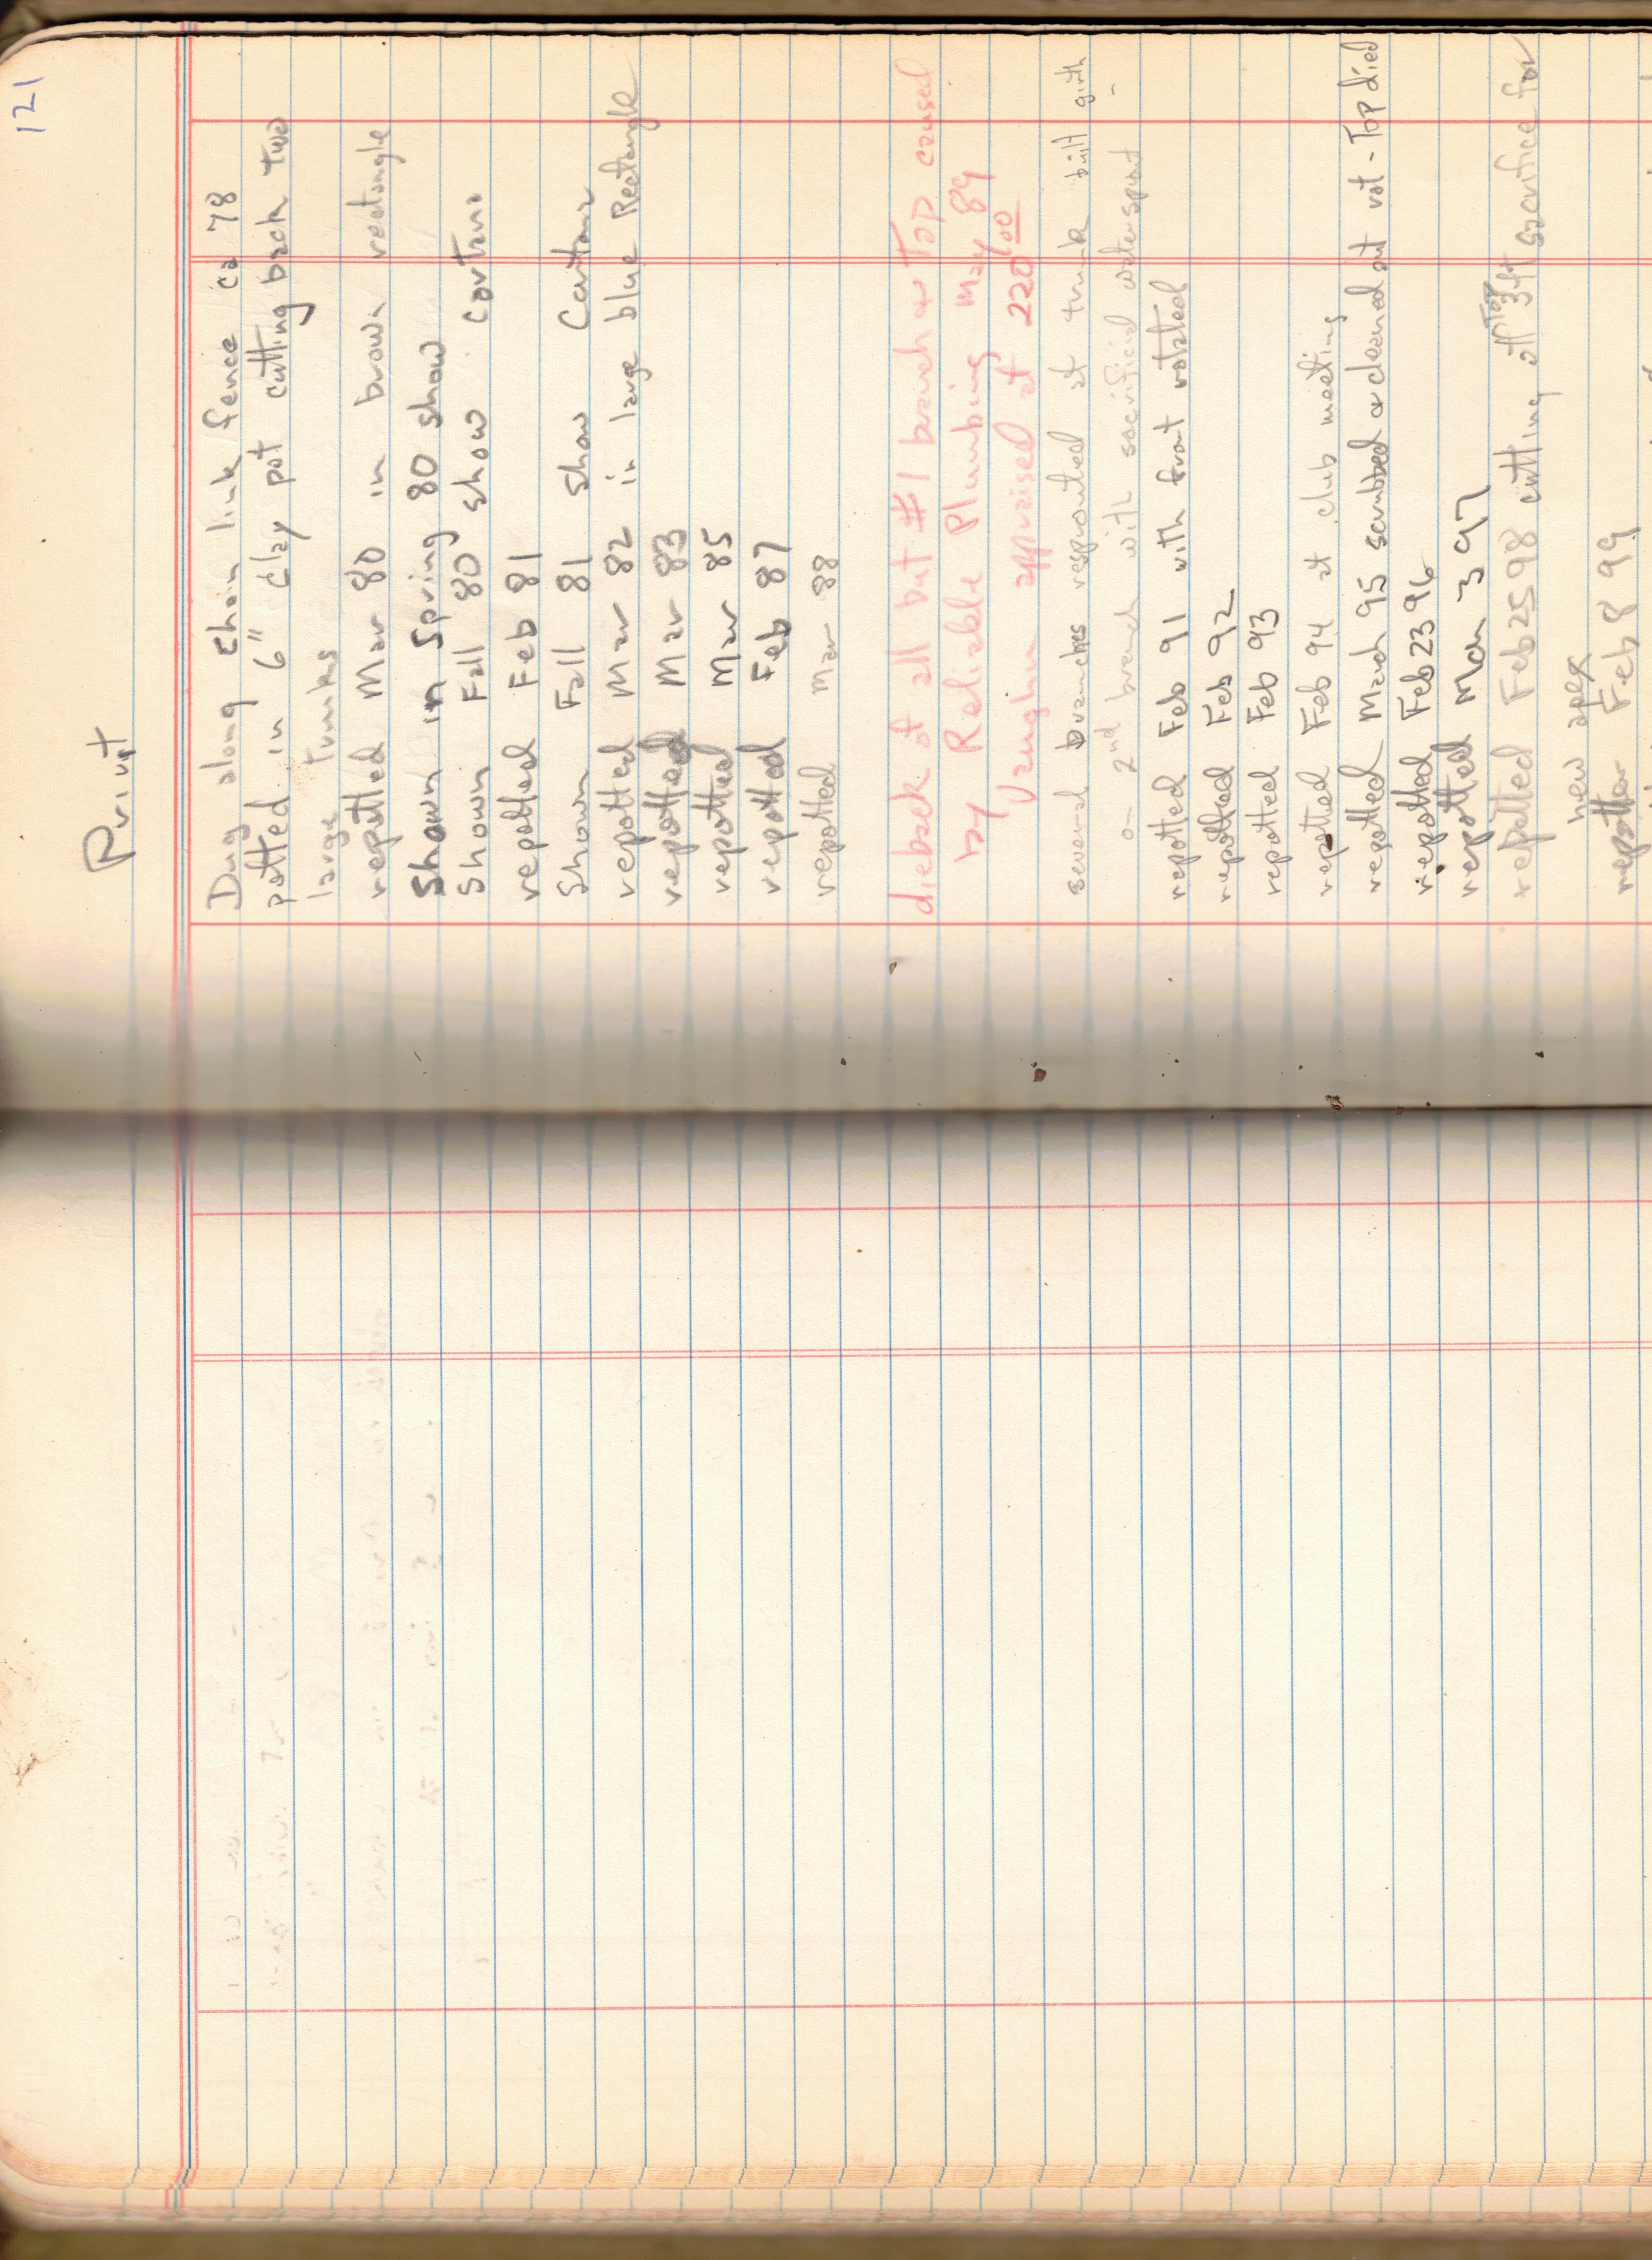 121
Privet
Dug along chain link fence ca 78
potted in 6" clay pot cutting back two
large trunks
repotted Mar 80 in brown rectangle
Shown in Spring 80 show
Shown Fall 80 show Cortana
repotted Feb 81
Shown Fall 81 show
repotted Mar 82 in large blue Rectangle
repotted Mar 83
repotted Mar 85
repotted Feb 87
repotted Mar 88
dieback of all but #1 branch & Top caused
by Reliable Plumbing May 89
Vaughn appraised at 220 00
several branches resprouted at trunk built girth
on 2nd branch with sacrificial watersprout
repotted Feb 91 with front rotated
repotted Feb 92
repotted Feb 93
repotted Feb 94 at club meeting
repotted March 95 scrubbed & cleaned out rot - Top died
repotted Feb 23 96
repotted Mar 3 97
repotted Feb 25 98 cutting off Top 3ft sacrifice for
new apex
Feb 8 99